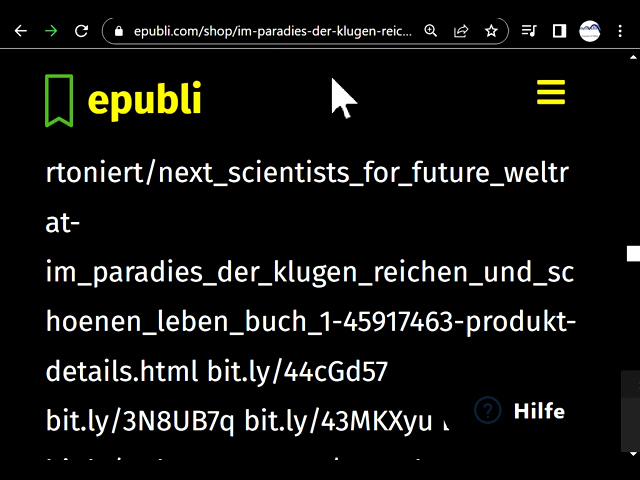 epubli.com/shop/im-paradies-der-klugen-reic...
epubli
rtoniert/next_scientists_for_future_weltr
at-
im_paradies_der_klugen_reichen_und_sc
hoenen_leben_buch_1-45917463-produkt-
details.html bit.ly/44cGd57
bit.ly/3N8UB7q bit.ly/43MKXyu
? Hilfe